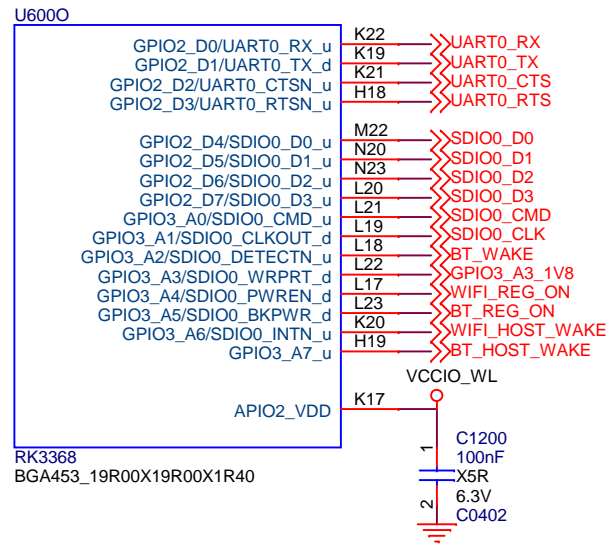 U600O
GPIO2_D0/UART0_RX_u K22 UART0_RX
GPIO2_D1/UART0_TX_d K19 UART0_TX
GPIO2_D2/UART0_CTSN_u K21 UART0_CTS
GPIO2_D3/UART0_RTSN_u H18 UART0_RTS
GPIO2_D4/SDIO0_D0_u M22 SDIO0_D0
GPIO2_D5/SDIO0_D1_u N20 SDIO0_D1
GPIO2_D6/SDIO0_D2_u N23 SDIO0_D2
GPIO2_D7/SDIO0_D3_u L20 SDIO0_D3
GPIO3_A0/SDIO0_CMD_u L21 SDIO0_CMD
GPIO3_A1/SDIO0_CLKOUT_d L19 SDIO0_CLK
GPIO3_A2/SDIO0_DETECTN_u L18 BT_WAKE
GPIO3_A3/SDIO0_WRPRT_d L22 GPIO3_A3_1V8
GPIO3_A4/SDIO0_PWREN_d L17 WIFI_REG_ON
GPIO3_A5/SDIO0_BKPWR_d L23 BT_REG_ON
GPIO3_A6/SDIO0_INTN_u K20 WIFI_HOST_WAKE
GPIO3_A7_u H19 BT_HOST_WAKE
VCCIO_WL
APIO2_VDD K17
1 C1200
100nF
X5R
6.3V
2 C0402
RK3368
BGA453_19R00X19R00X1R40